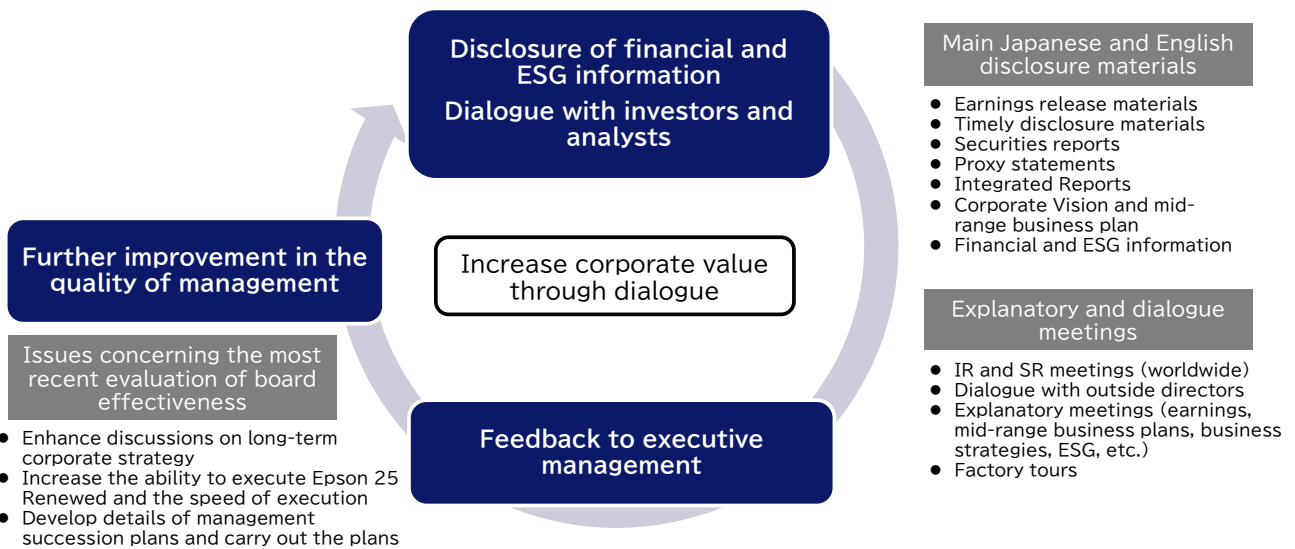 Disclosure of financial and
ESG information
Dialogue with investors and
analysts
Main Japanese and English
disclosure materials
● Earnings release materials
● Timely disclosure materials
● Securities reports
● Proxy statements
● Integrated Reports
● Corporate Vision and mid-
range business plan
● Financial and ESG information
Further improvement in the
quality of management
Increase corporate value
through dialogue
Explanatory and dialogue
meetings
● IR and SR meetings (worldwide)
● Dialogue with outside directors
● Explanatory meetings (earnings,
mid-range business plans, business
strategies, ESG, etc.)
● Factory tours
Issues concerning the most
recent evaluation of board
effectiveness
● Enhance discussions on long-term
corporate strategy
● Increase the ability to execute Epson 25
Renewed and the speed of execution
● Develop details of management
succession plans and carry out the plans
Feedback to executive
management